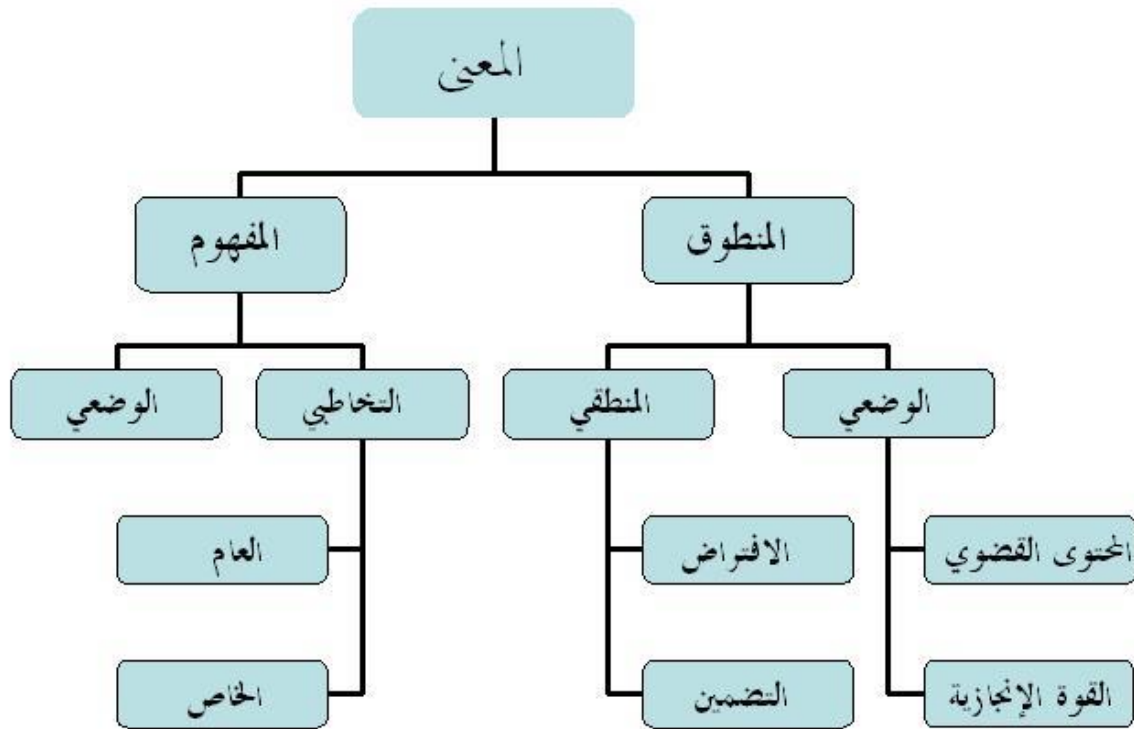 المعنى
المنطوق
المفهوم
الوضعي
المنطقي
التخاطبي
الوضعي
المحتوى القضوي
الافتراض
العام
القوة الإنجازية
التضمين
الخاص